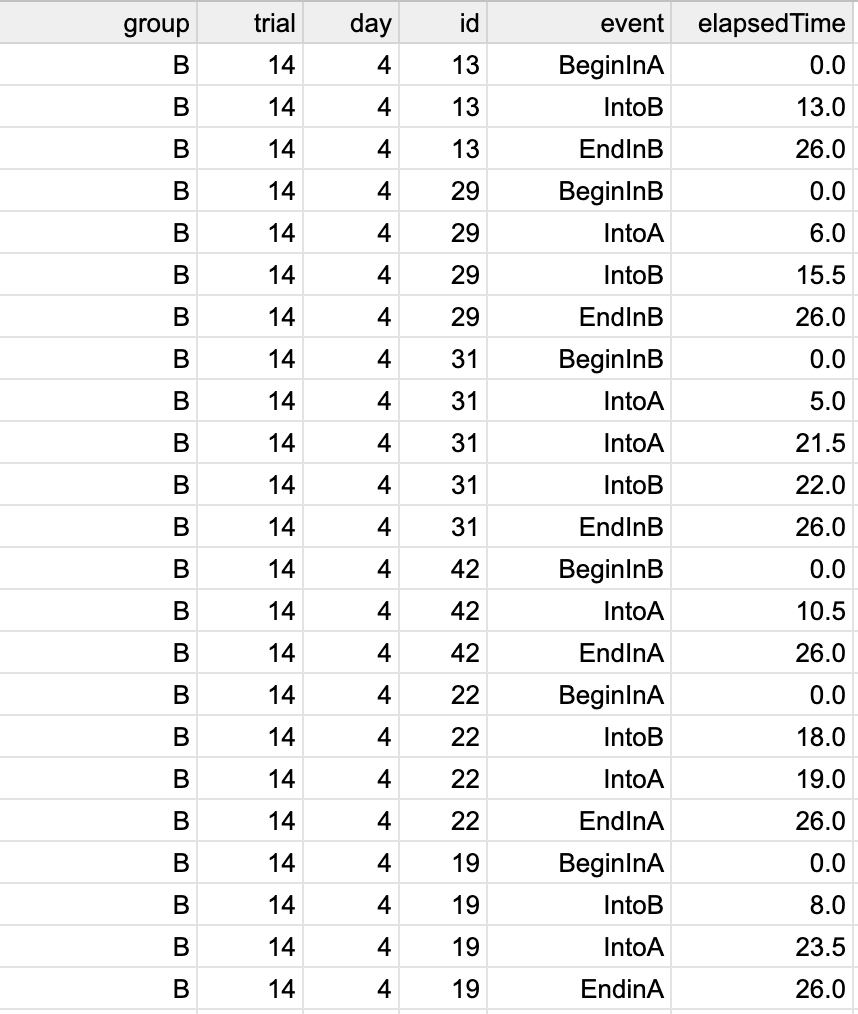 group trial day id event elapsedTime
B 14 4 13 BeginInA 0.0
B 14 4 13 IntoB 13.0
B 14 4 13 EndInB 26.0
B 14 4 29 BeginInB 0.0
B 14 4 29 IntoA 6.0
B 14 4 29 IntoB 15.5
B 14 4 29 EndInB 26.0
B 14 4 31 BeginInB 0.0
B 14 4 31 IntoA 5.0
B 14 4 31 IntoA 21.5
B 14 4 31 IntoB 22.0
B 14 4 31 EndInB 26.0
B 14 4 42 BeginInB 0.0
B 14 4 42 IntoA 10.5
B 14 4 42 EndInA 26.0
B 14 4 22 BeginInA 0.0
B 14 4 22 IntoB 18.0
B 14 4 22 IntoA 19.0
B 14 4 22 EndInA 26.0
B 14 4 19 BeginInA 0.0
B 14 4 19 IntoB 8.0
B 14 4 19 IntoA 23.5
B 14 4 19 EndinA 26.0